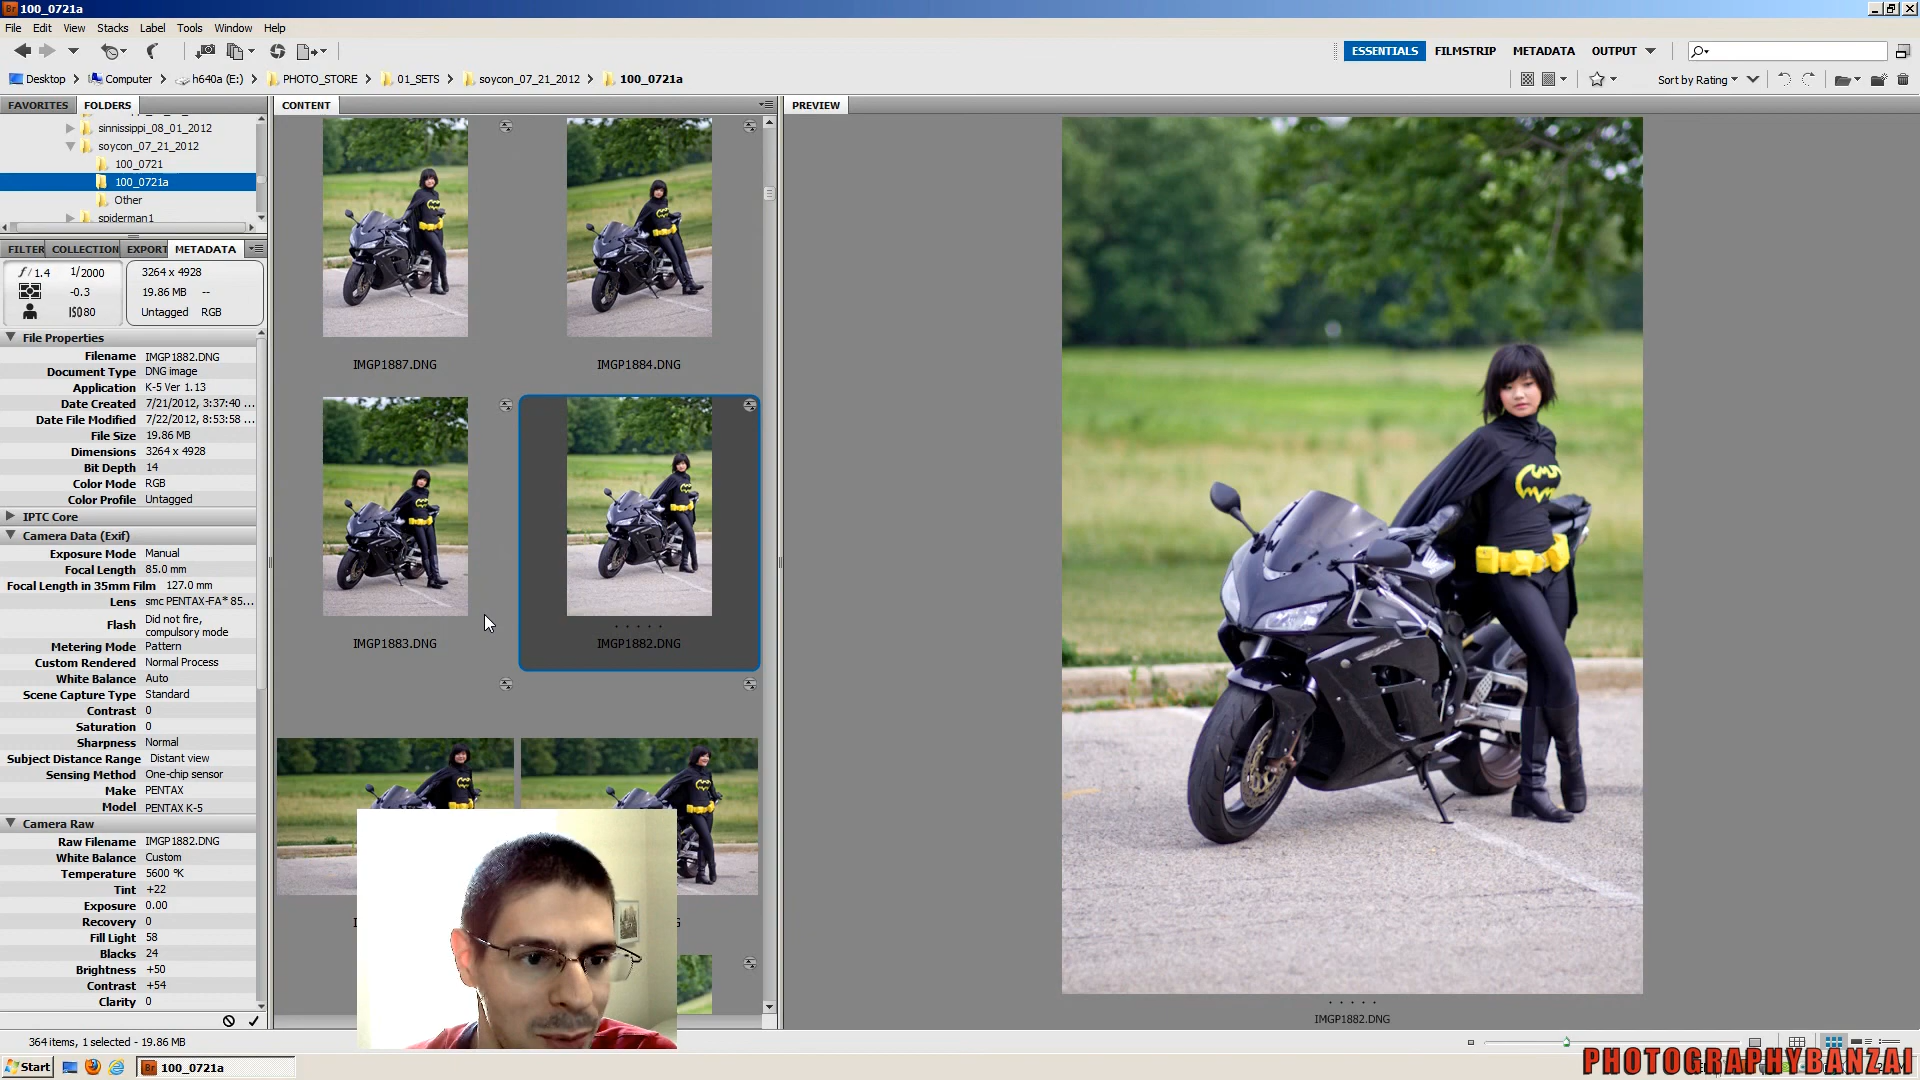 Br 100_0721a
File Edit View Stacks Label Tools Window Help
ESSENTIALS FILMSTRIP METADATA OUTPUT
Desktop Computer h640a (E:) PHOTO_STORE 01_SETS soycon_07_21_2012 100_0721a
Sort by Rating
FAVORITES FOLDERS
CONTENT
PREVIEW
sinnissippi_08_01_2012
soycon_07_21_2012
100_0721
100_0721a
Other
spiderman1
FILTER COLLECTION EXPORT METADATA
f/1.4 1/2000
-0.3
ISO80
3264 x 4928
19.86 MB --
Untagged RGB
File Properties
Filename IMGP1882.DNG
Document Type DNG image
Application K-5 Ver 1.13
Date Created 7/21/2012, 3:37:40 ...
Date File Modified 7/22/2012, 8:53:58 ...
File Size 19.86 MB
Dimensions 3264 x 4928
Bit Depth 14
Color Mode RGB
Color Profile Untagged
IPTC Core
Camera Data (Exif)
Exposure Mode Manual
Focal Length 85.0 mm
Focal Length in 35mm Film 127.0 mm
Lens smc PENTAX-FA* 85...
Flash Did not fire, compulsory mode
Metering Mode Pattern
Custom Rendered Normal Process
White Balance Auto
Scene Capture Type Standard
Contrast 0
Saturation 0
Sharpness Normal
Subject Distance Range Distant view
Sensing Method One-chip sensor
Make PENTAX
Model PENTAX K-5
Camera Raw
Raw Filename IMGP1882.DNG
White Balance Custom
Temperature 5600 °K
Tint +22
Exposure 0.00
Recovery 0
Fill Light 58
Blacks 24
Brightness +50
Contrast +54
Clarity 0
IMGP1887.DNG
IMGP1884.DNG
IMGP1883.DNG
IMGP1882.DNG
IMGP1882.DNG
364 items, 1 selected - 19.86 MB
Start
Br 100_0721a
PHOTOGRAPHYBANZAI